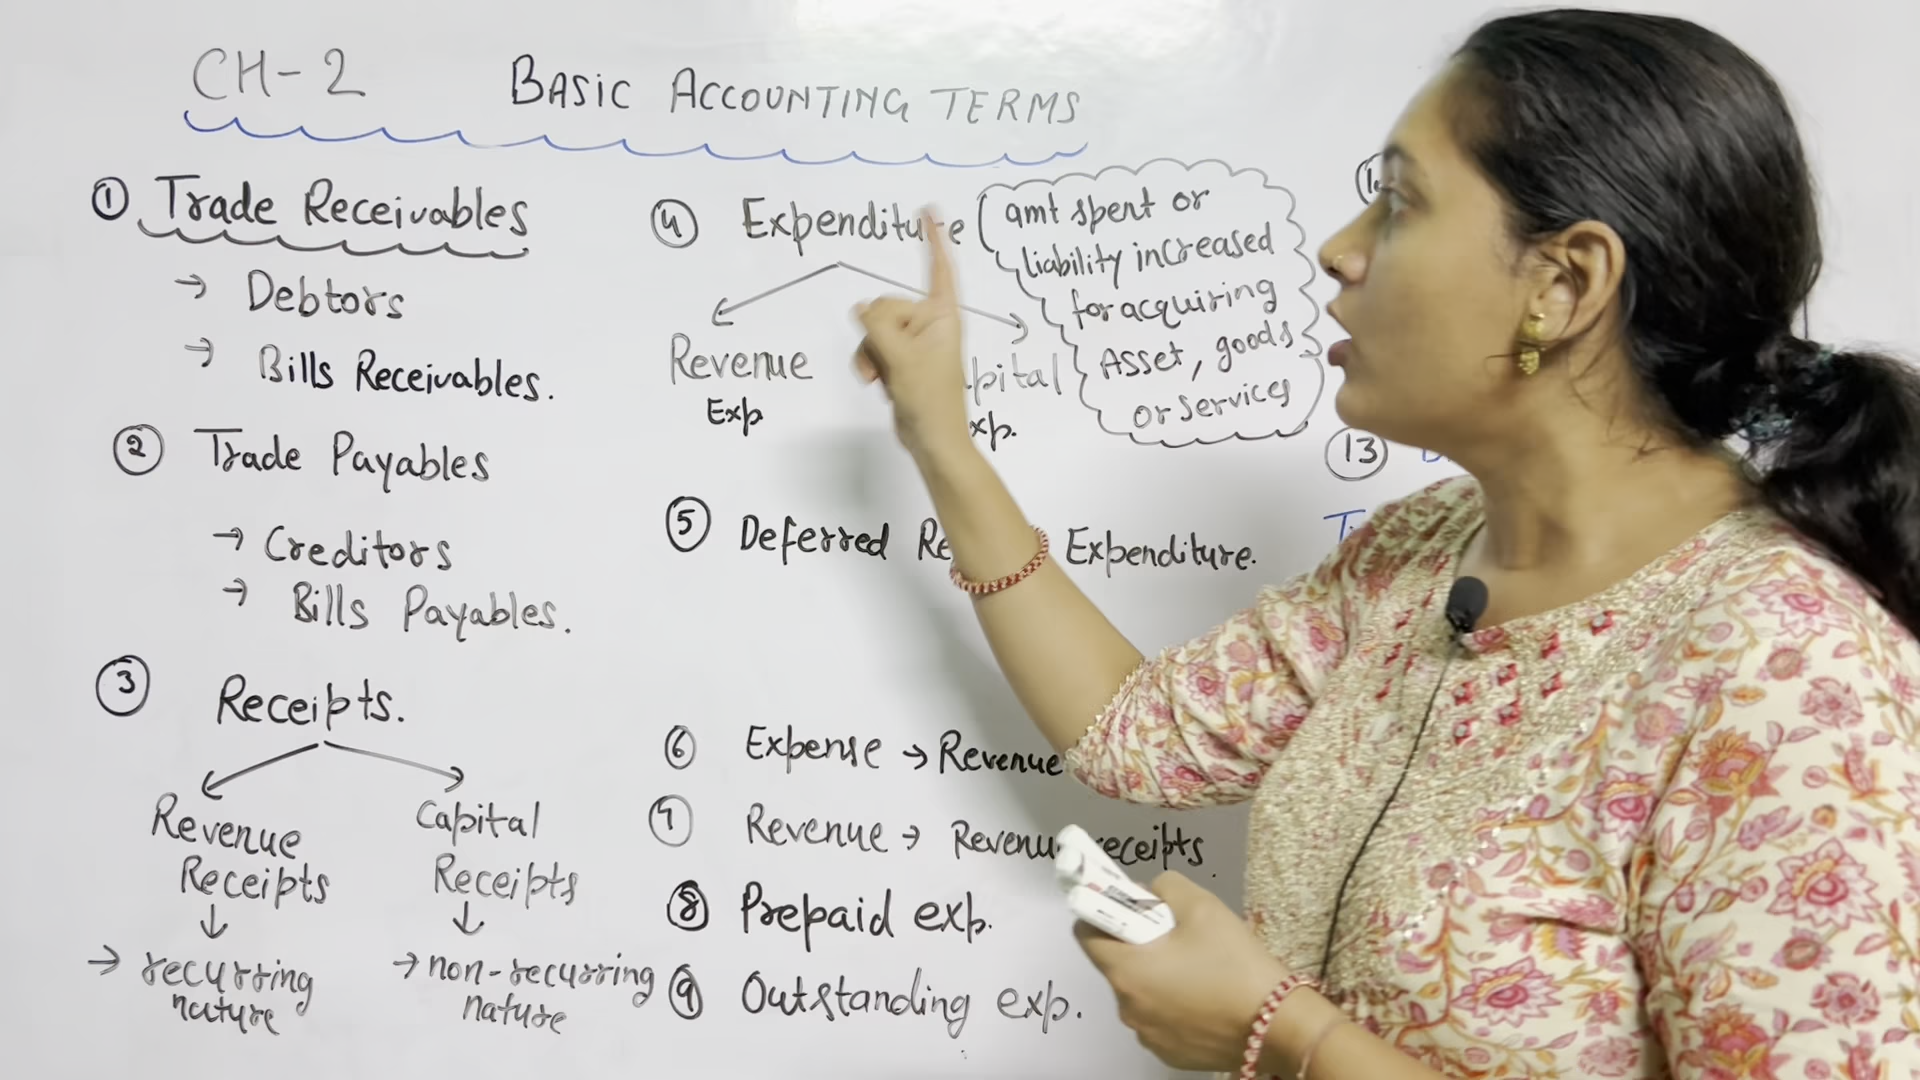 CH-2 BASIC ACCOUNTING TERMS
① Trade Receivables
→ Debtors
→ Bills Receivables.
② Trade Payables
→ Creditors
→ Bills Payables.
③ Receipts.
Revenue Receipts
↓
→ recurring nature
Capital Receipts
↓
→ non-recurring nature
④ Expenditure
(amt spent or
liability increased
for acquiring
Asset, goods
or services
Revenue
Exp
⑤ Deferred Expenditure.
⑥ Expense → Revenue
⑦ Revenue → Revenue receipts.
⑧ Prepaid exp.
⑨ Outstanding exp.
⑬